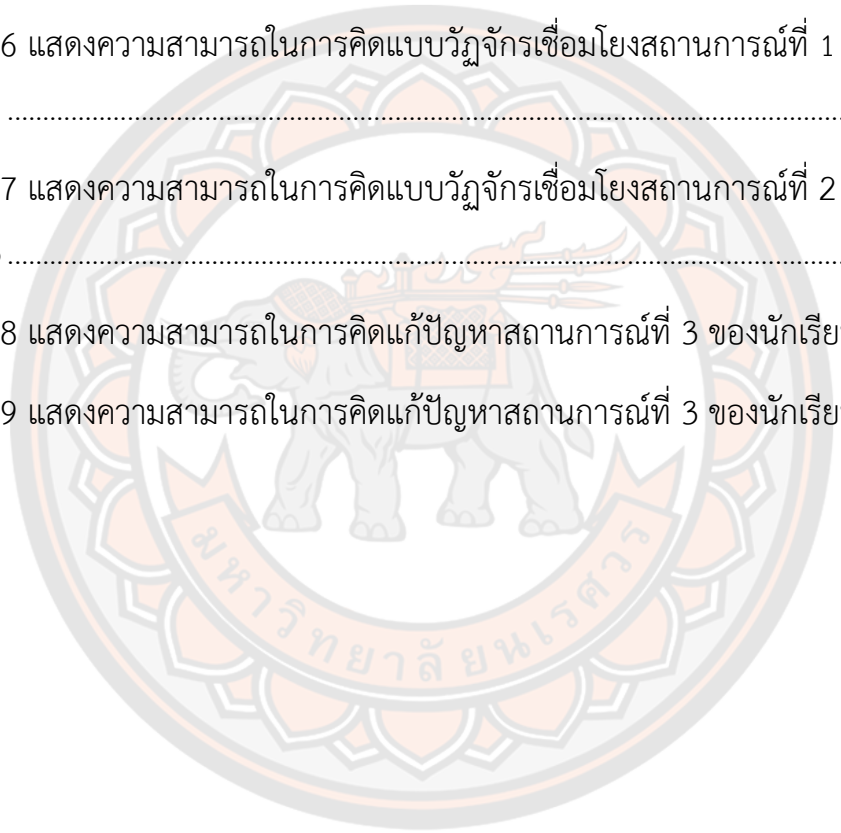 6 แสดงความสามารถในการคิดแบบวัฏจักรเชื่อมโยงสถานการณ์ที่ 1
................................................................................................................
7 แสดงความสามารถในการคิดแบบวัฏจักรเชื่อมโยงสถานการณ์ที่ 2
................................................................................................................
8 แสดงความสามารถในการคิดแก้ปัญหาสถานการณ์ที่ 3 ของนักเรีย
9 แสดงความสามารถในการคิดแก้ปัญหาสถานการณ์ที่ 3 ของนักเรีย
มหาวิทยาลัยนเรศวร